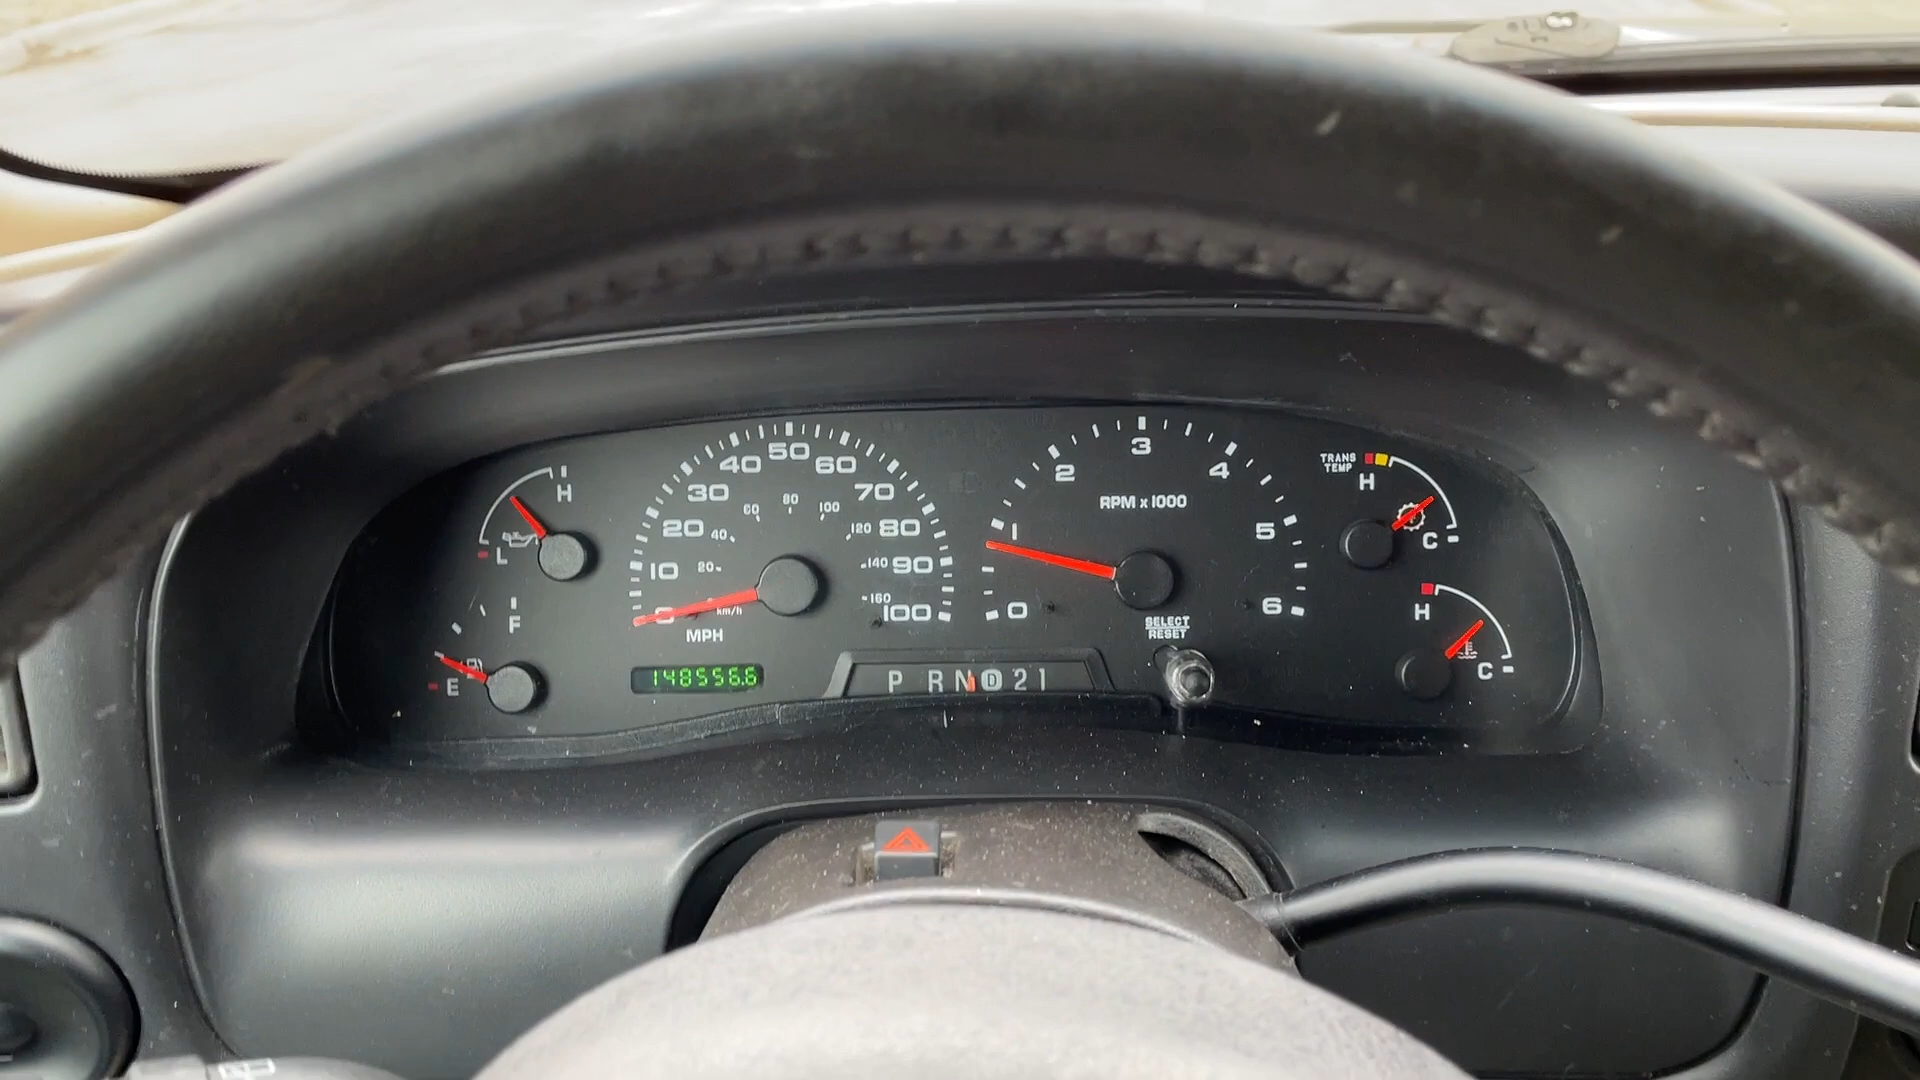 H
L
F
E
0 10 20 30 40 50 60 70 80 90 100
20 40 60 80 100 120 140 160
km/h
MPH
148556.6
0 1 2 3 4 5 6
RPM x 1000
P R N D 2 1
SELECT
RESET
TRANS
TEMP
H
C
H
C